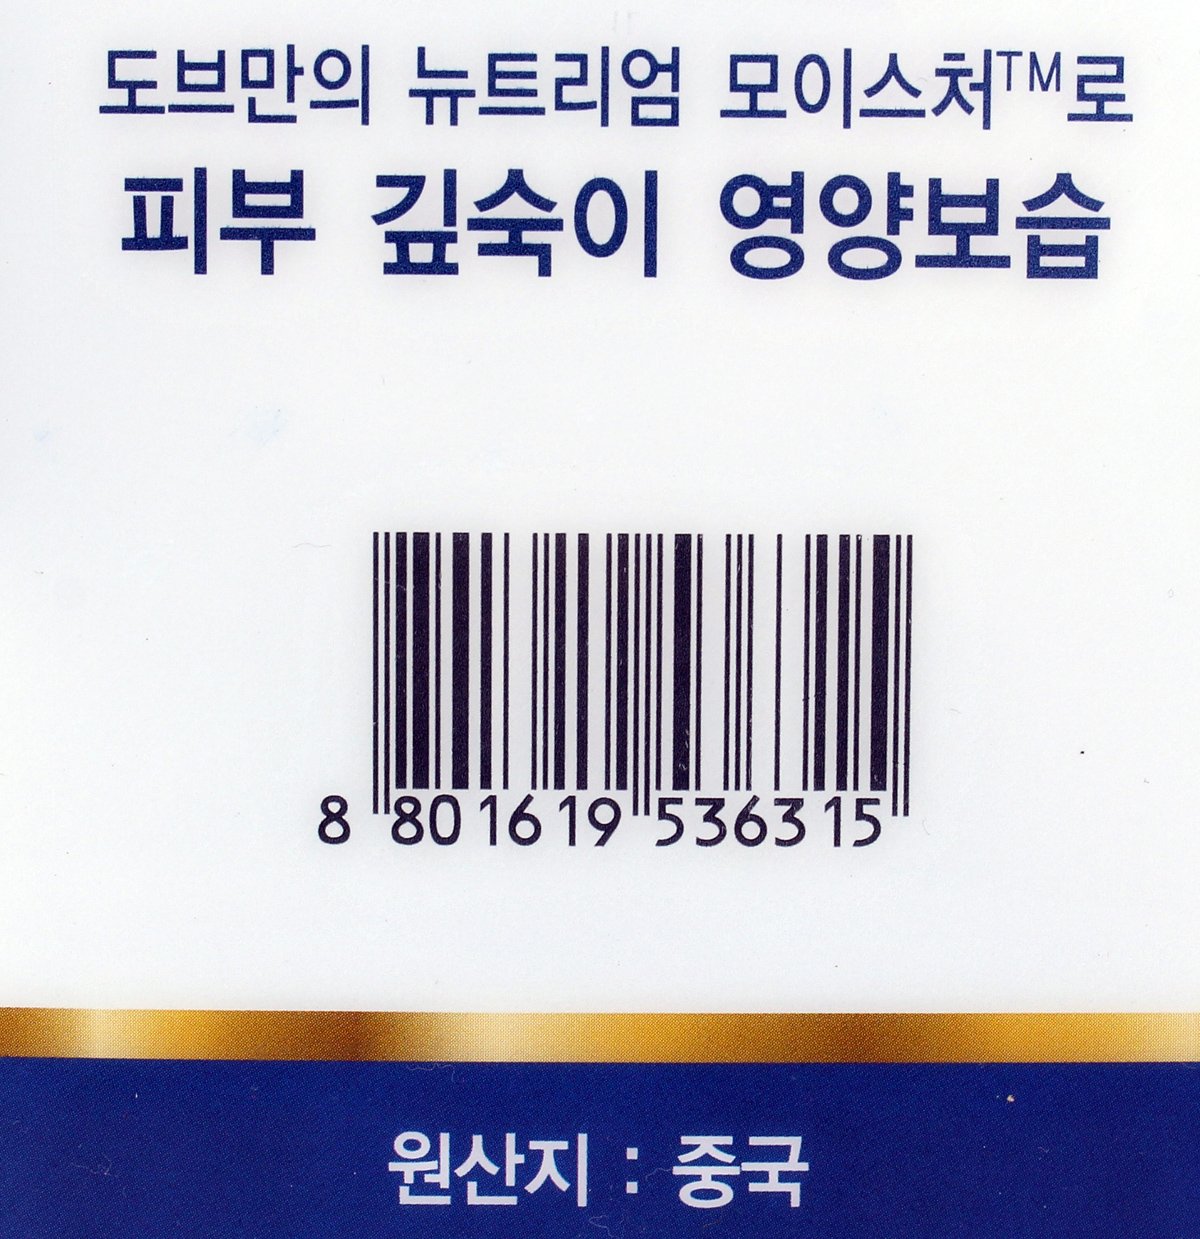 도브만의 뉴트리엄 모이스처™로
피부 깊숙이 영양보습
8 801619 536315
원산지 : 중국